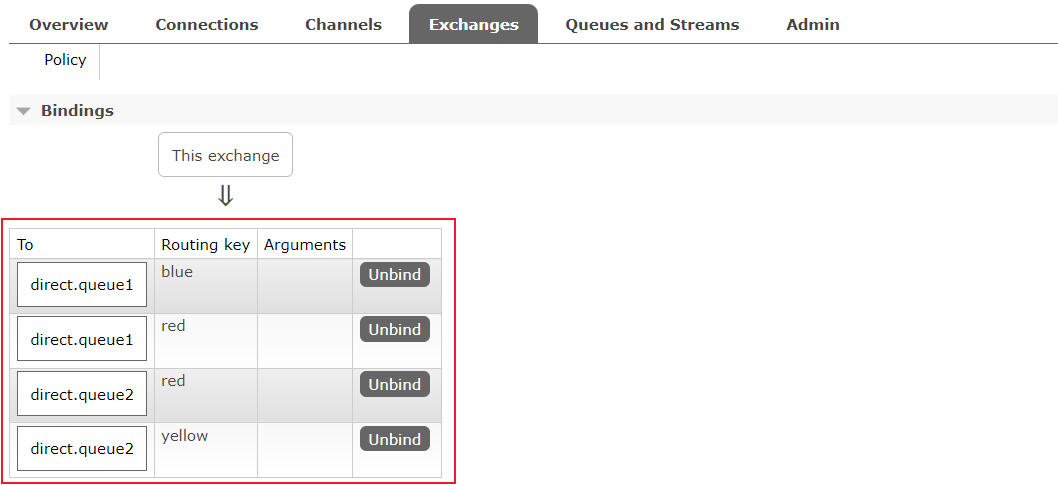 Overview Connections Channels Exchanges Queues and Streams Admin
Policy
Bindings
This exchange
⇓
To Routing key Arguments
direct.queue1 blue Unbind
direct.queue1 red Unbind
direct.queue2 red Unbind
direct.queue2 yellow Unbind